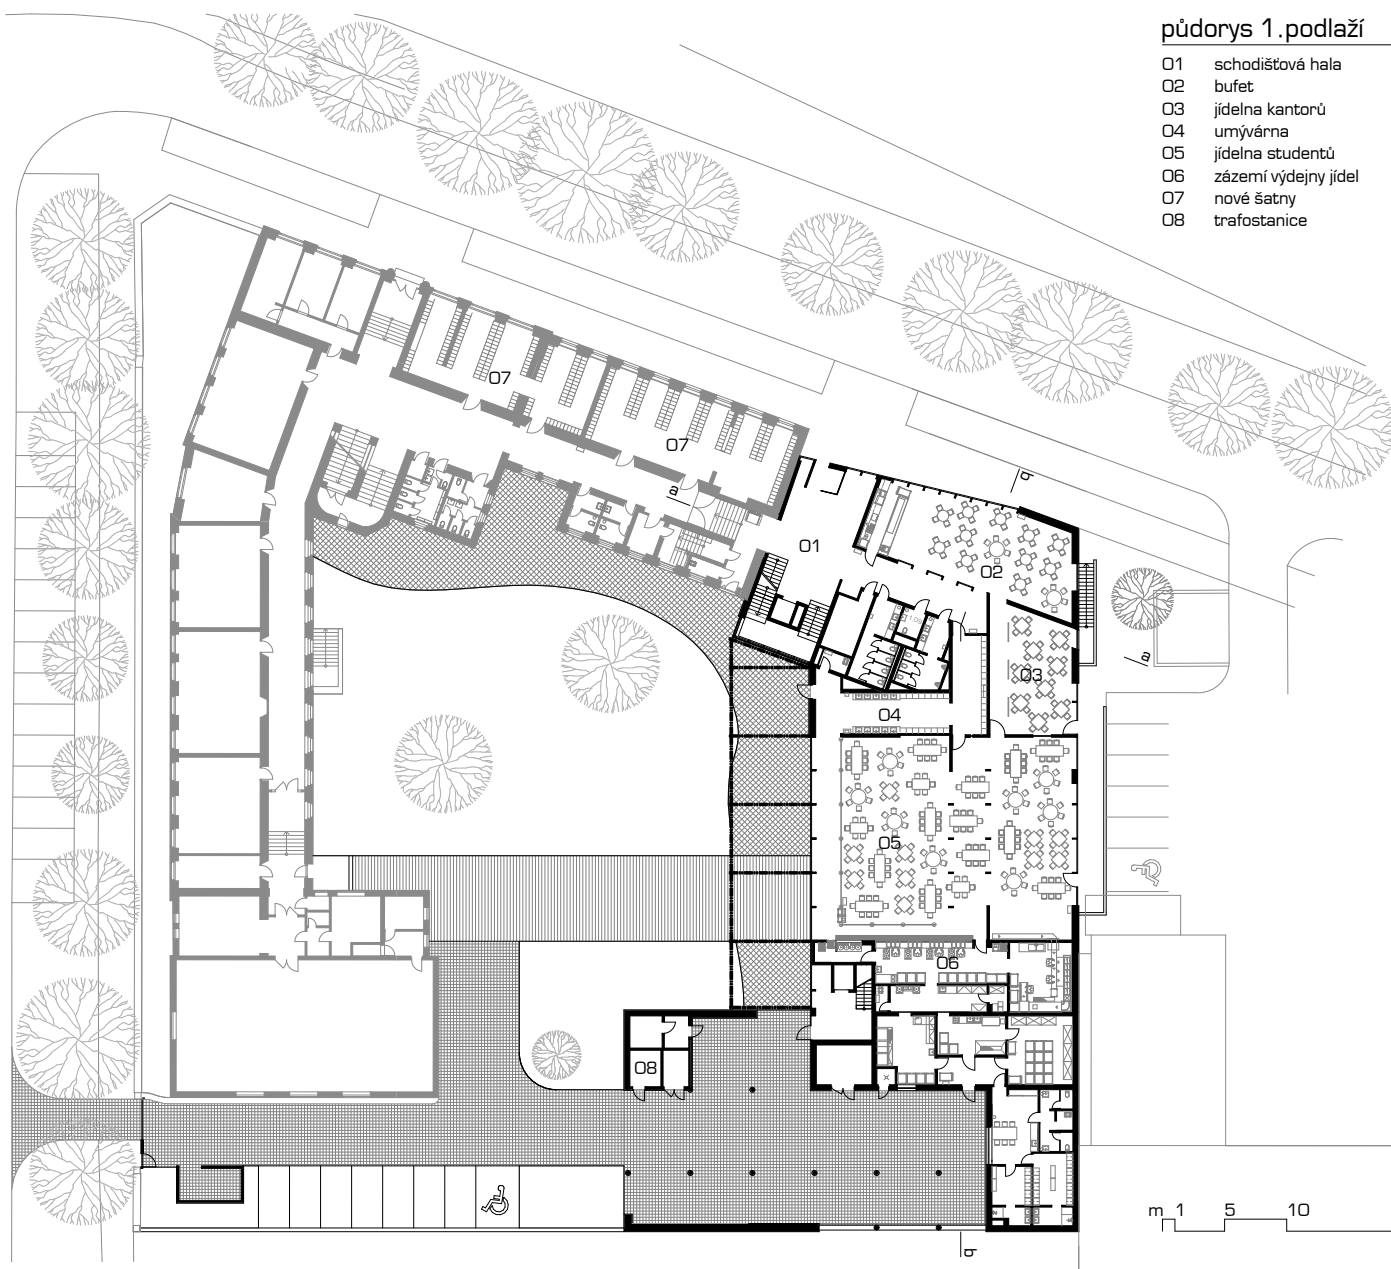 půdorys 1.podlaží
01 schodišťová hala
02 bufet
03 jídelna kantorů
04 umývárna
05 jídelna studentů
06 zázemí výdejny jídel
07 nové šatny
08 trafostanice
07
07
a
b
01
02
a
03
04
05
06
08
m 1 5 10
b